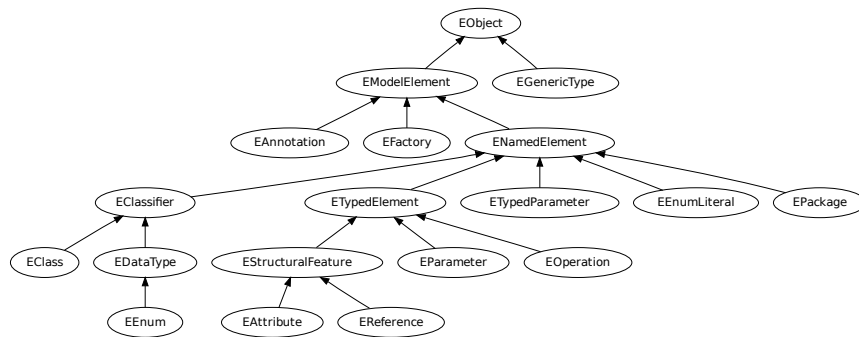 EObject
EModelElement EGenericType
EAnnotation EFactory ENamedElement
EClassifier ETypedElement ETypedParameter EEnumLiteral EPackage
EClass EDataType EStructuralFeature EParameter EOperation
EEnum EAttribute EReference